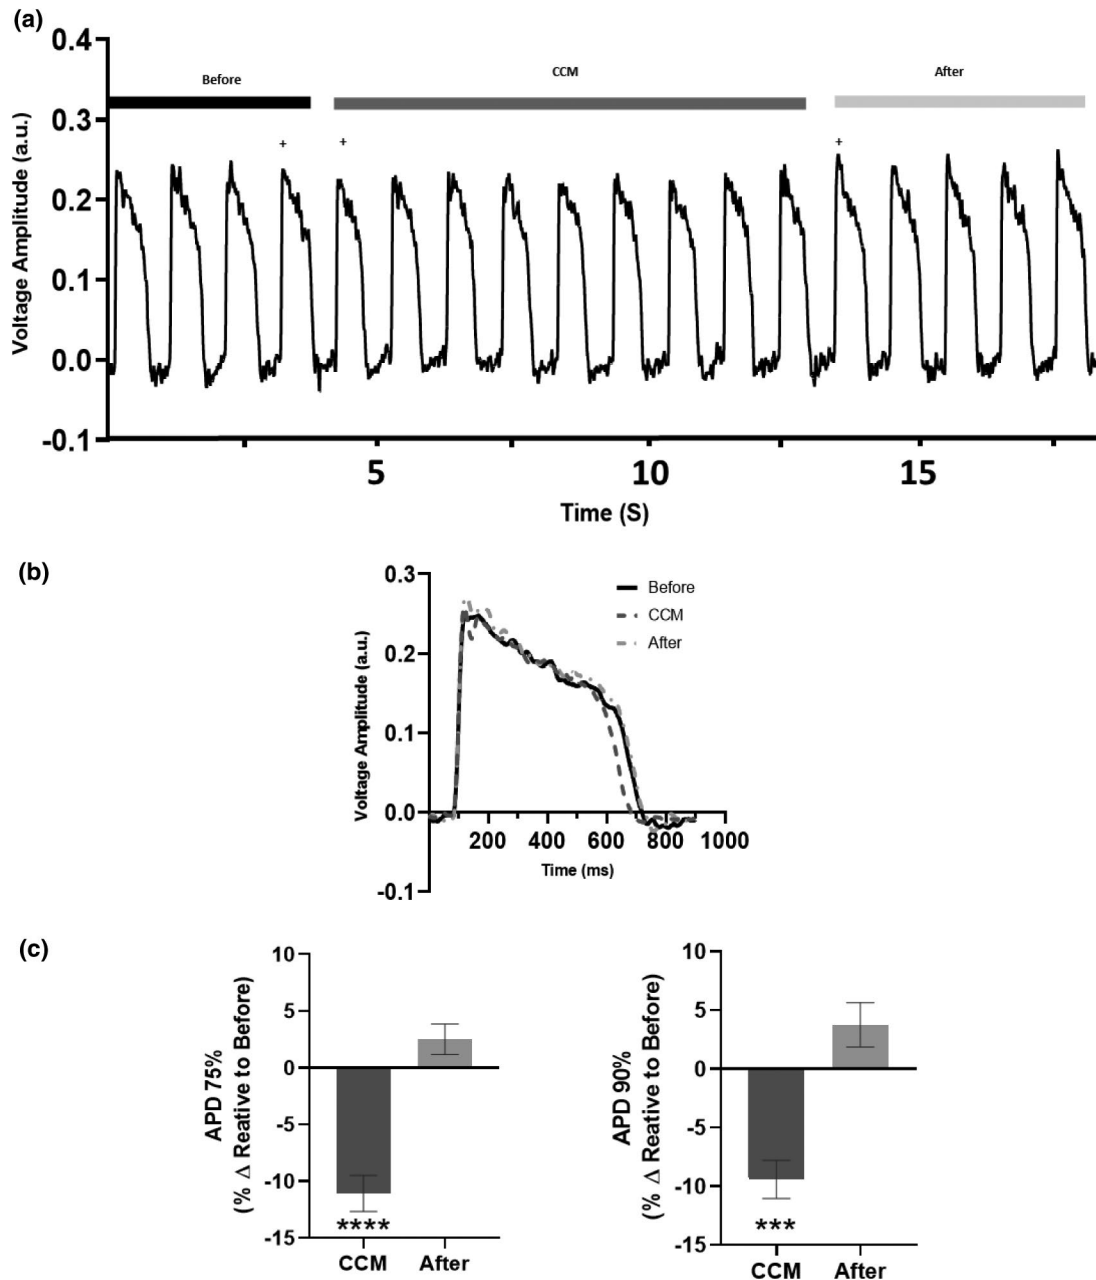 (a)
0.4
0.3
0.2
0.1
0.0
-0.1
Voltage Amplitude (a.u.)
Before
CCM
After
+
+
+
5
10
15
Time (S)
(b)
0.3
0.2
0.1
0.0
-0.1
Voltage Amplitude (a.u.)
Before
CCM
After
200
400
600
800
1000
Time (ms)
(c)
APD 75%
(% Δ Reative to Before)
10
5
0
-5
-10
-15
****
CCM
After
APD 90%
(% Δ Reative to Before)
10
5
0
-5
-10
-15
***
CCM
After